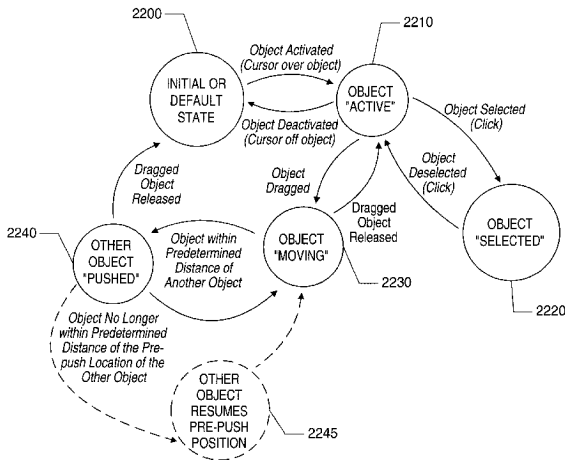 2200
2210
Object Activated
(Cursor over object)
INITIAL OR
DEFAULT
STATE
OBJECT
"ACTIVE"
Object Deactivated
(Cursor off object)
Object Selected
(Click)
Object
Deselected
(Click)
Dragged
Object
Released
Object
Dragged
Dragged
Object
Released
OBJECT
"SELECTED"
2240
OTHER
OBJECT
"PUSHED"
Object within
Predetermined
Distance of
Another Object
OBJECT
"MOVING"
2230
2220
Object No Longer
within Predetermined
Distance of the Pre-
push Location of the
Other Object
OTHER
OBJECT
RESUMES
PRE-PUSH
POSITION
2245